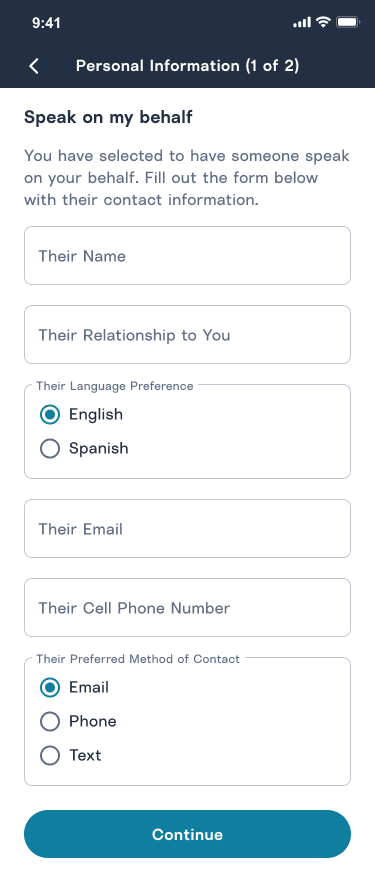 9:41
Personal Information (1 of 2)
Speak on my behalf
You have selected to have someone speak
on your behalf. Fill out the form below
with their contact information.
Their Name
Their Relationship to You
Their Language Preference
English
Spanish
Their Email
Their Cell Phone Number
Their Preferred Method of Contact
Email
Phone
Text
Continue